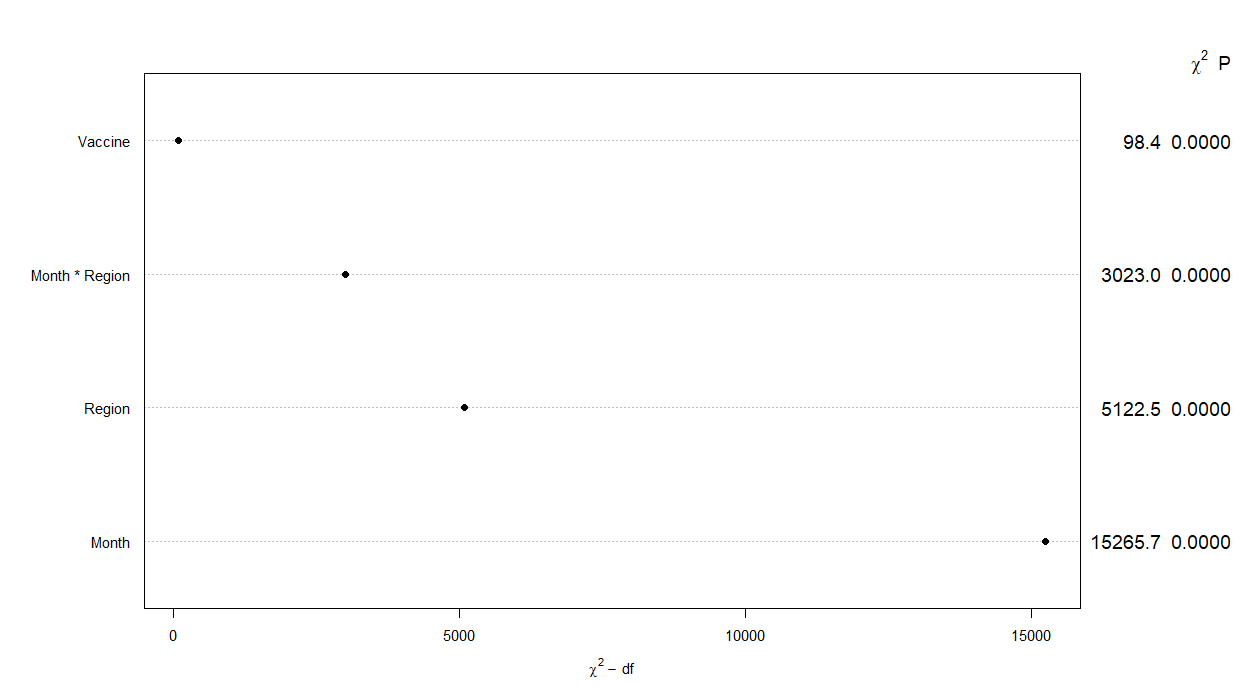 χ² P
Vaccine 98.4 0.0000
Month * Region 3023.0 0.0000
Region 5122.5 0.0000
Month 15265.7 0.0000
0 5000 10000 15000
χ² − df